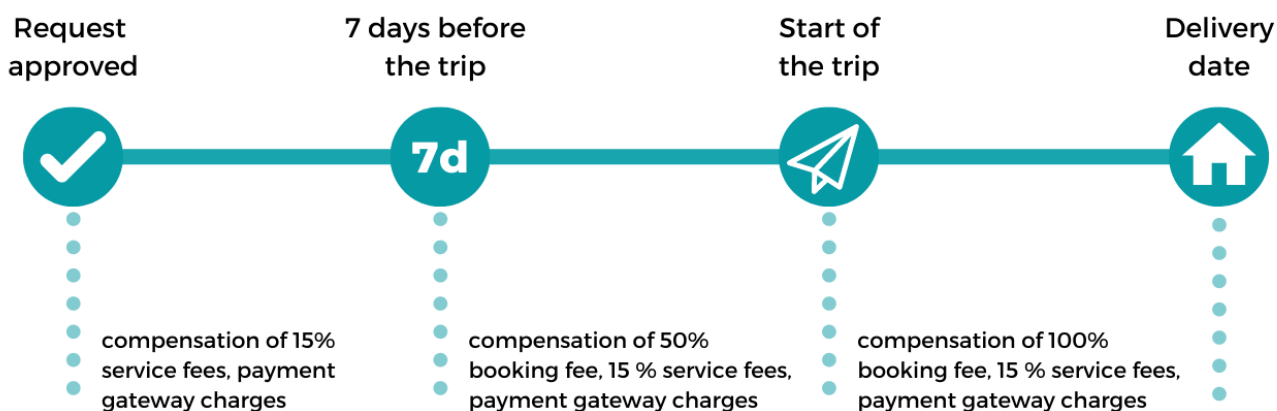 Request
approved
7 days before
the trip
Start of
the trip
Delivery
date
7d
compensation of 15%
service fees, payment
gateway charges
compensation of 50%
booking fee, 15 % service fees,
payment gateway charges
compensation of 100%
booking fee, 15 % service fees,
payment gateway charges